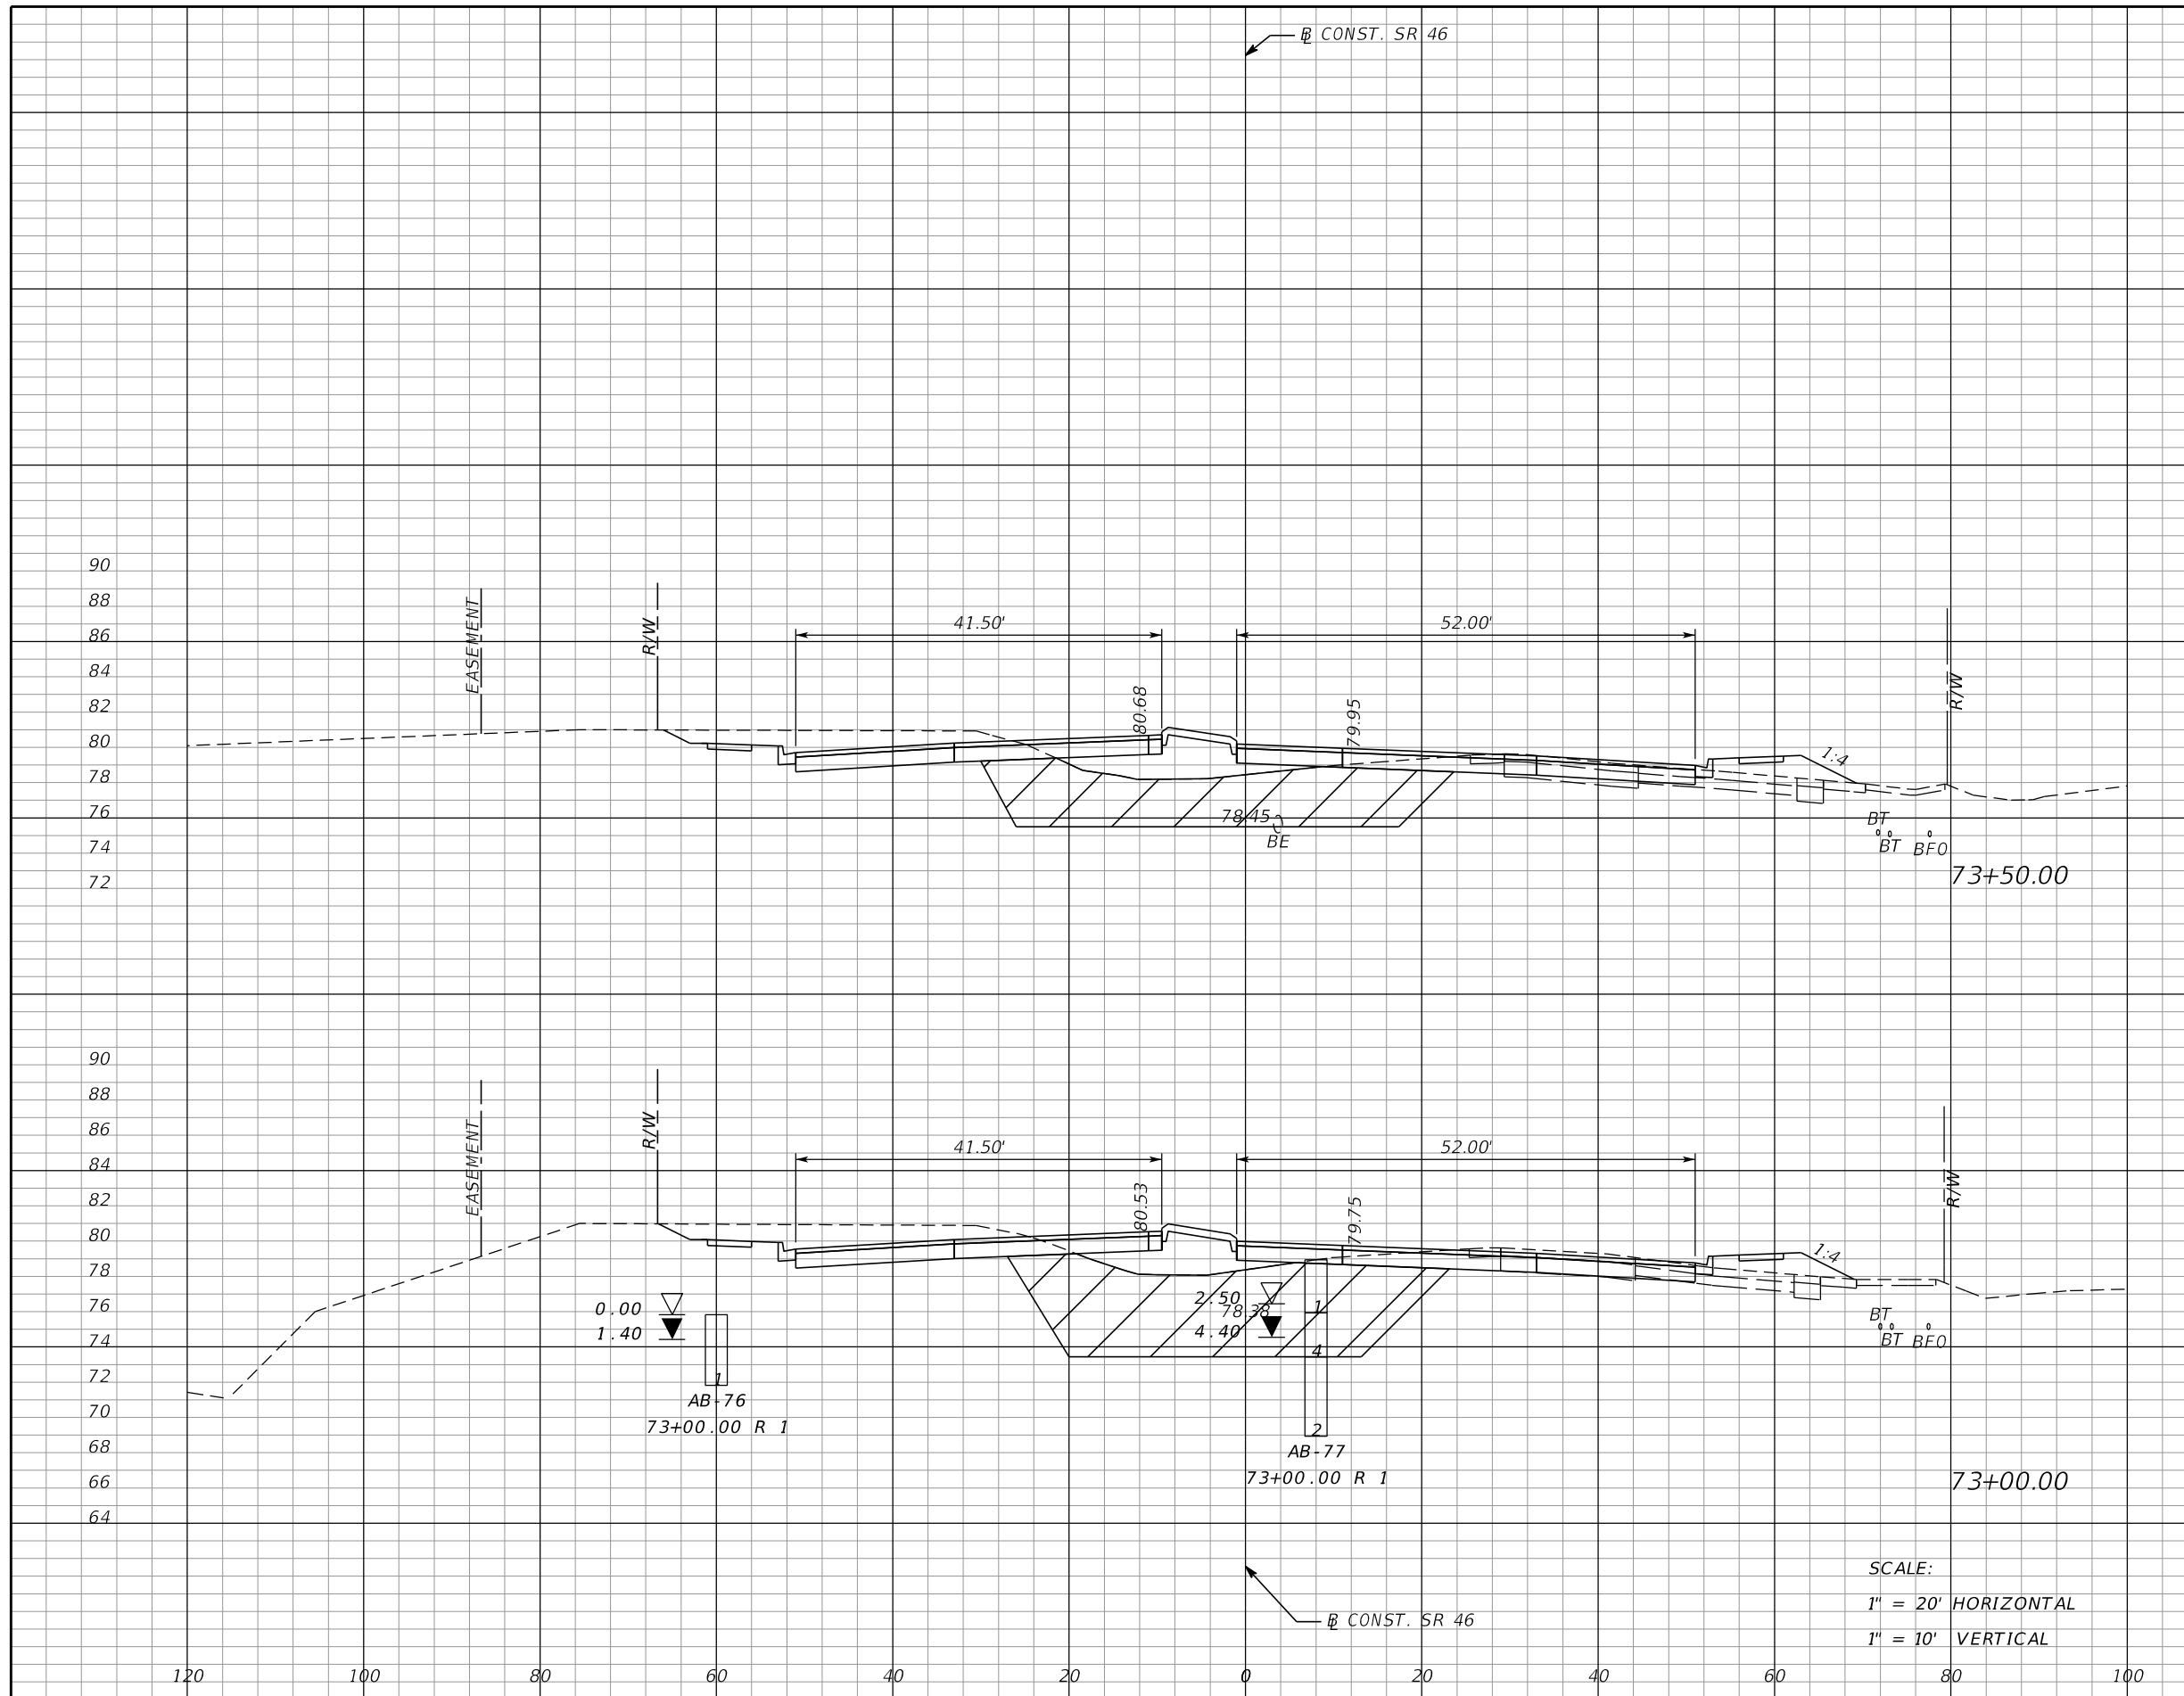 BL CONST. SR 46
90
88
EASEMENT
R/W
86
41.50'
52.00'
84
82
80.68
79.95
R/W
80
1:4
78
76
78.45
BE
BT
74
BT BFO
72
73+50.00
90
88
EASEMENT
R/W
86
41.50'
52.00'
84
82
80.53
79.75
R/W
80
1:4
78
76
0.00
1.40
2.50
78.38
4.40
1
4
BT
BT BFO
74
72
1
AB-76
73+00.00 R 1
70
2
AB-77
73+00.00 R 1
68
66
73+00.00
64
SCALE:
1" = 20' HORIZONTAL
1" = 10' VERTICAL
BL CONST. SR 46
120 100 80 60 40 20 0 20 40 60 80 100